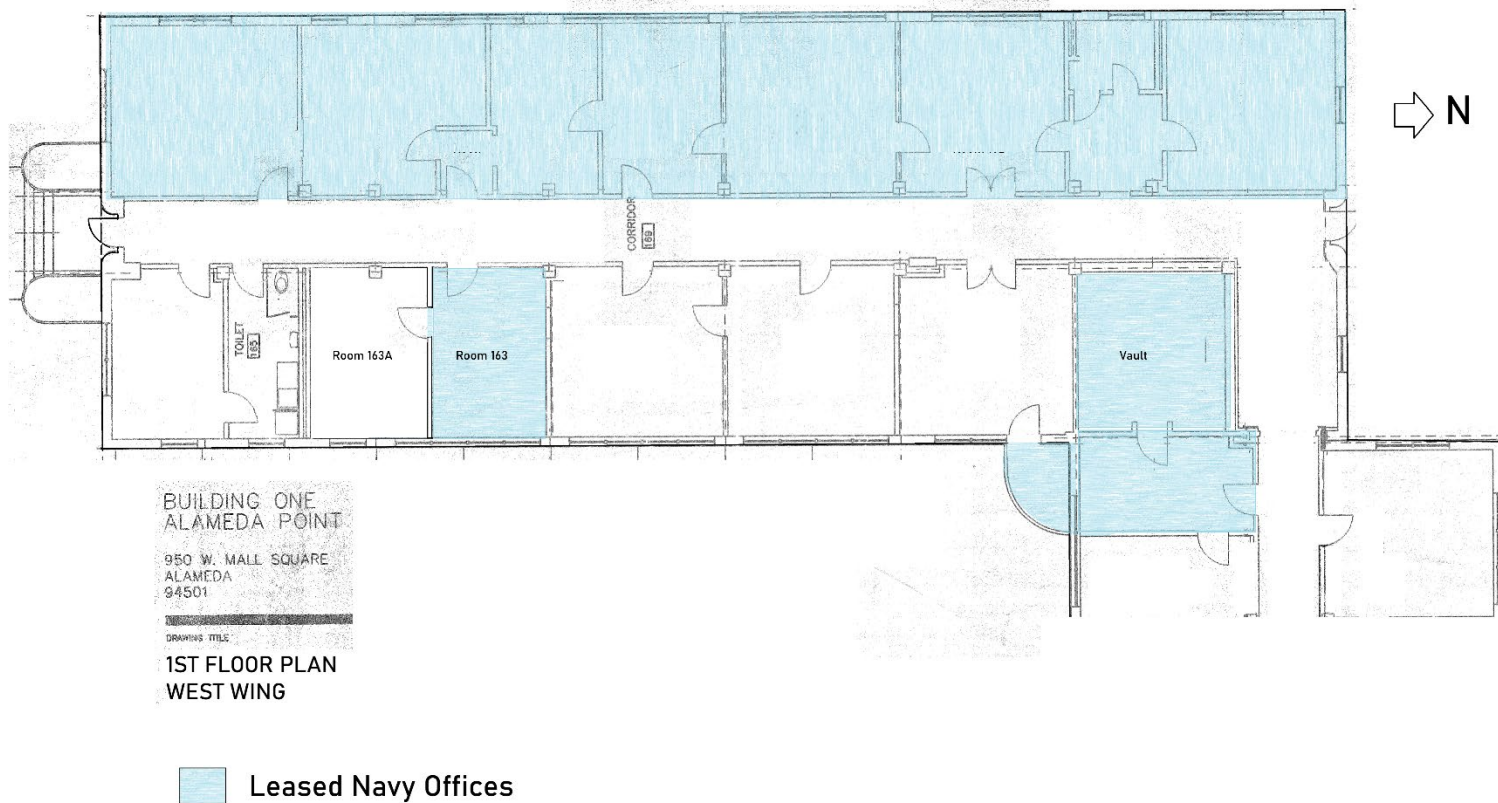 N
CORRIDOR
169
TOILET
165
Room 163A
Room 163
Vault
BUILDING ONE
ALAMEDA POINT
950 W. MALL SQUARE
ALAMEDA
94501
DRAWING TITLE
1ST FLOOR PLAN
WEST WING
Leased Navy Offices